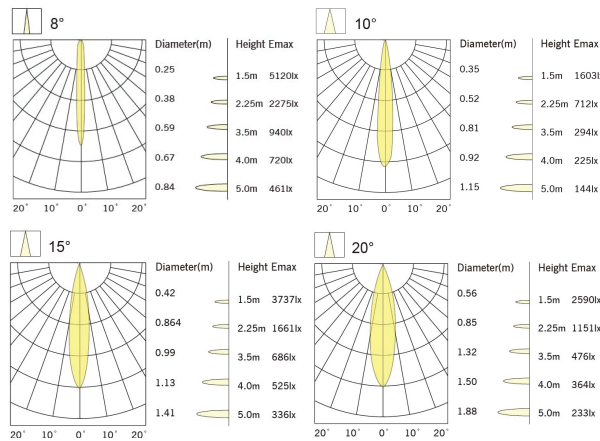 8°
Diameter(m) Height Emax
0.25 1.5m 5120lx
0.38 2.25m 2275lx
0.59 3.5m 940lx
0.67 4.0m 720lx
0.84 5.0m 461lx
20° 10° 0° 10° 20°
10°
Diameter(m) Height Emax
0.35 1.5m 1603l
0.52 2.25m 712lx
0.81 3.5m 294lx
0.92 4.0m 225lx
1.15 5.0m 144lx
20° 10° 0° 10° 20°
15°
Diameter(m) Height Emax
0.42 1.5m 3737lx
0.864 2.25m 1661lx
0.99 3.5m 686lx
1.13 4.0m 525lx
1.41 5.0m 336lx
20° 10° 0° 10° 20°
20°
Diameter(m) Height Emax
0.56 1.5m 2590lx
0.85 2.25m 1151lx
1.32 3.5m 476lx
1.50 4.0m 364lx
1.88 5.0m 233lx
20° 10° 0° 10° 20°